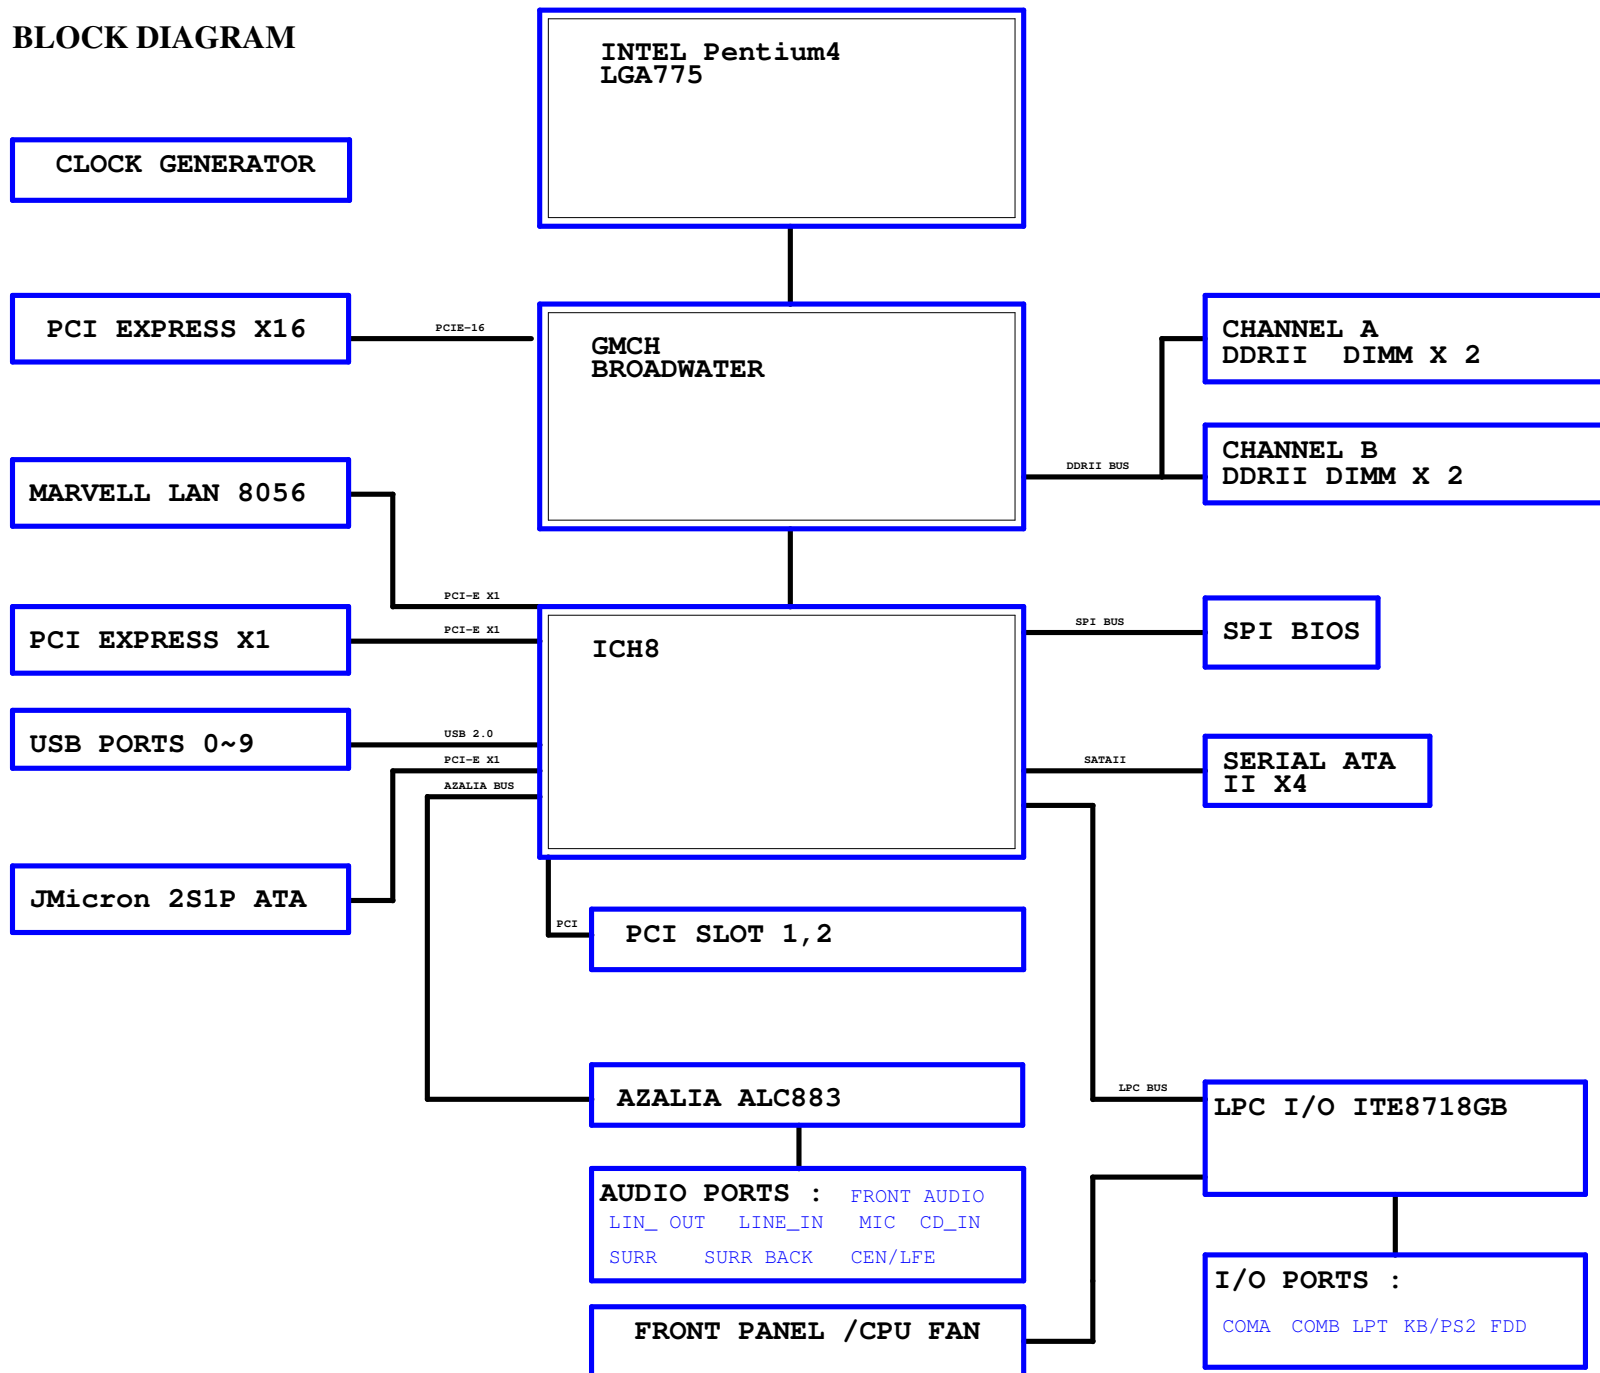 BLOCK DIAGRAM
INTEL Pentium4
LGA775
CLOCK GENERATOR
PCI EXPRESS X16
PCIE-16
GMCH
BROADWATER
CHANNEL A
DDRII DIMM X 2
CHANNEL B
DDRII DIMM X 2
DDRII BUS
MARVELL LAN 8056
PCI-E X1
PCI EXPRESS X1
PCI-E X1
ICH8
SPI BUS
SPI BIOS
USB PORTS 0~9
USB 2.0
PCI-E X1
AZALIA BUS
SATAII
SERIAL ATA
II X4
JMicron 2S1P ATA
PCI
PCI SLOT 1,2
AZALIA ALC883
LPC BUS
LPC I/O ITE8718GB
AUDIO PORTS : FRONT AUDIO
LIN_ OUT LINE_IN MIC CD_IN
SURR SURR BACK CEN/LFE
I/O PORTS :
COMA COMB LPT KB/PS2 FDD
FRONT PANEL /CPU FAN